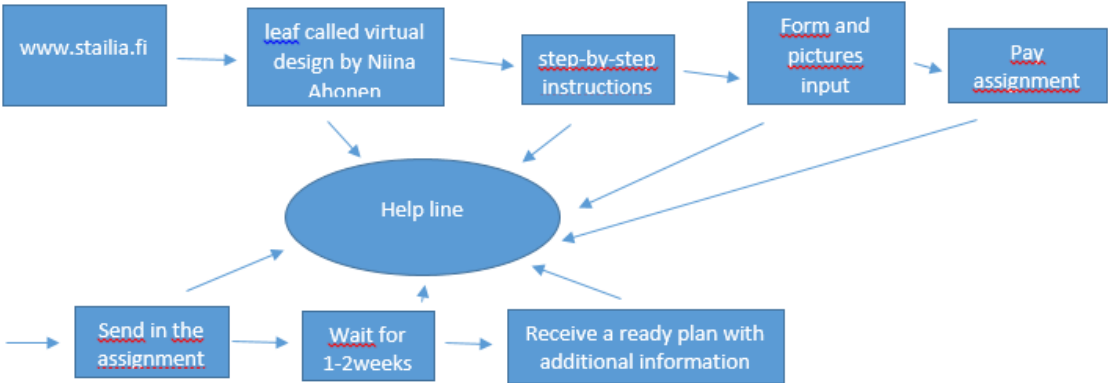 www.stailia.fi
leaf called virtual
design by Niina
Ahonen
step-by-step
instructions
Form and
pictures
input
Pay
assignment
Help line
Send in the
assignment
Wait for
1-2weeks
Receive a ready plan with
additional information